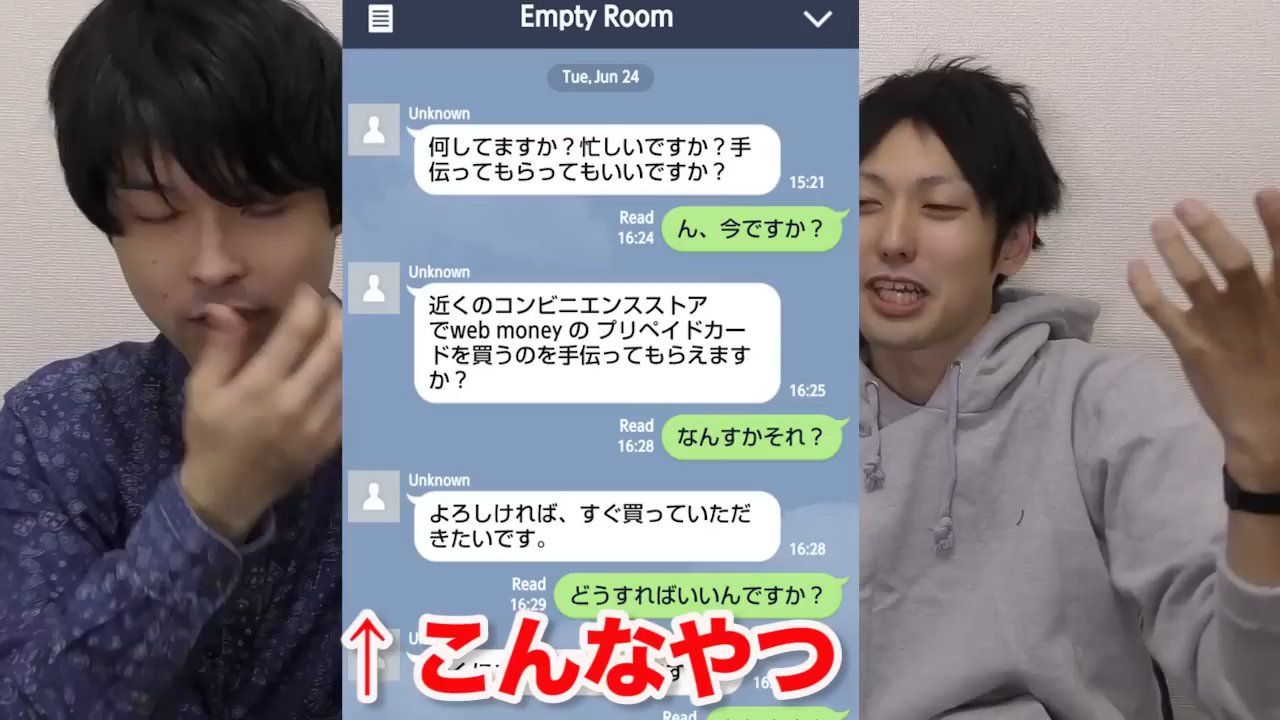 Empty Room
Tue, Jun 24
Unknown
何してますか？忙しいですか？手
伝ってもらってもいいですか？
15:21
Read
16:24
ん、今ですか？
Unknown
近くのコンビニエンスストア
でweb money の プリペイドカー
ドを買うのを手伝ってもらえます
か？
16:25
Read
16:28
なんすかそれ？
Unknown
よろしければ、すぐ買っていただ
きたいです。
16:28
Read
16:29
どうすればいいんですか？
↑こんなやつ
Read